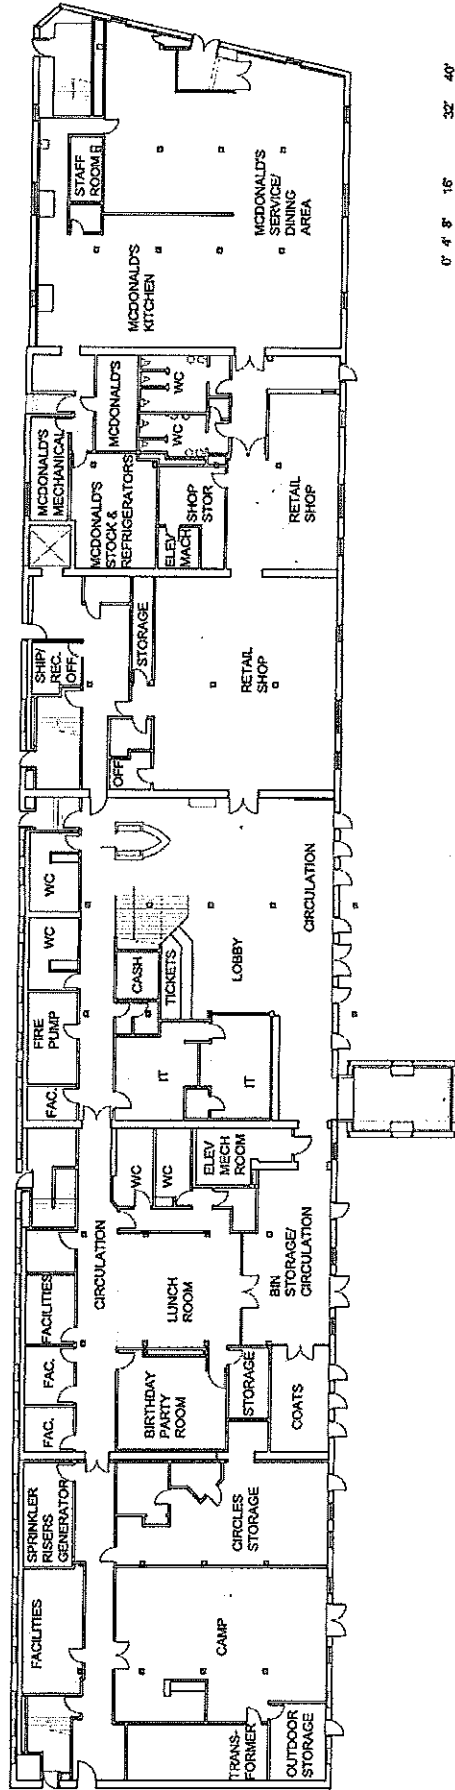 STAFF
ROOM
MCDONALD'S
SERVICE/
DINING
AREA
MCDONALD'S
KITCHEN
0' 4' 8' 16' 32' 40'
MCDONALD'S
MECHANICAL
MCDONALD'S
WC
WC
MCDONALD'S
STOCK &
REFRIGERATORS
SHOP
STOR
ELEV
MACH
RETAIL
SHOP
SHIP/
REC.
OFF.
STORAGE
RETAIL
SHOP
OFF
WC
WC
FIRE
PUMP
FAC.
CASH
TICKETS
LOBBY
CIRCULATION
IT
IT
WC
WC
ELEV
MECH
ROOM
CIRCULATION
LUNCH
ROOM
BIN
STORAGE/
CIRCULATION
FACILITIES
FAC.
FAC.
BIRTHDAY
PARTY
ROOM
STORAGE
COATS
SPRINKLER
RISERS
GENERATOR
CIRCLES
STORAGE
FACILITIES
CAMP
TRANS-
FORMER
OUTDOOR
STORAGE